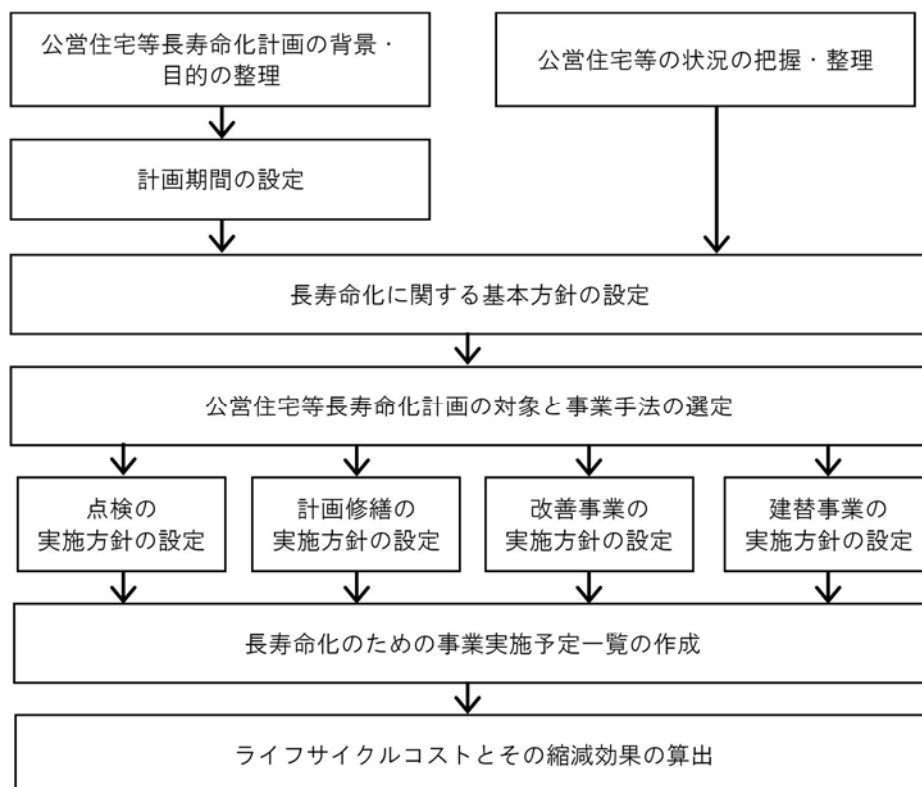 公営住宅等長寿命化計画の背景・
目的の整理
公営住宅等の状況の把握・整理
計画期間の設定
長寿命化に関する基本方針の設定
公営住宅等長寿命化計画の対象と事業手法の選定
点検の
実施方針の設定
計画修繕の
実施方針の設定
改善事業の
実施方針の設定
建替事業の
実施方針の設定
長寿命化のための事業実施予定一覧の作成
ライフサイクルコストとその縮減効果の算出